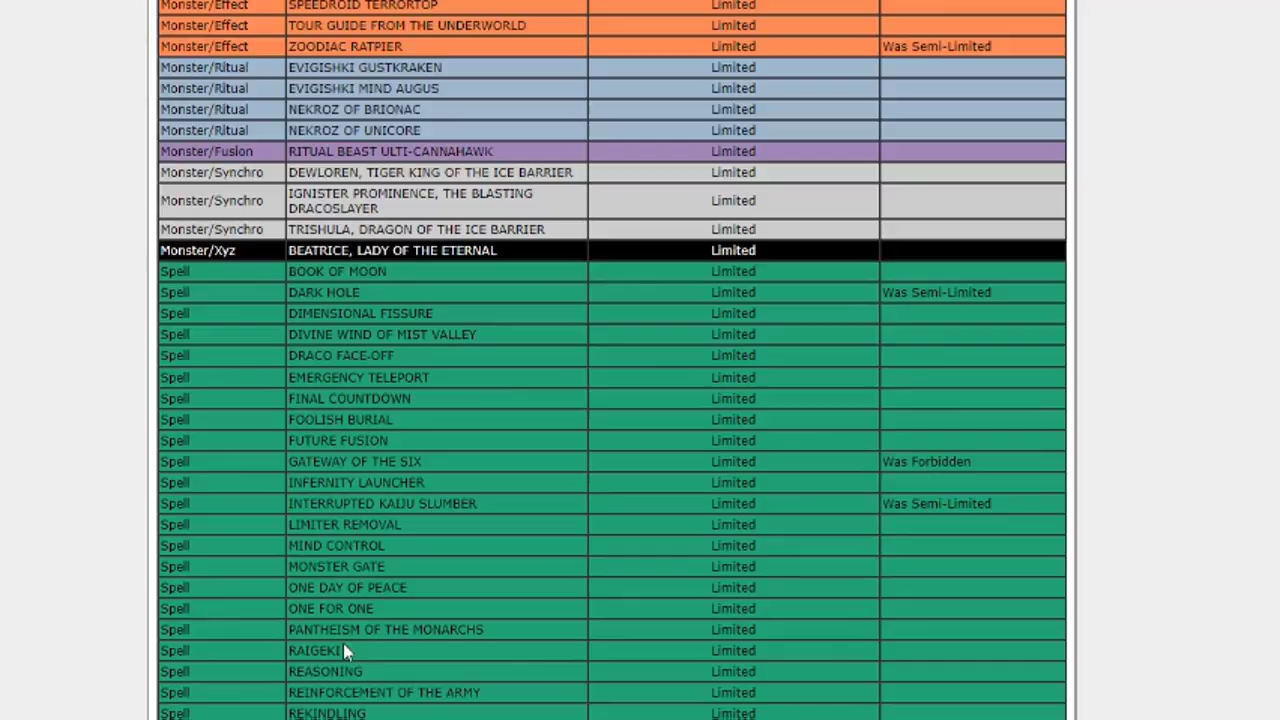 Monster/Effect SPEEDROID TERRORTOP Limited
Monster/Effect TOUR GUIDE FROM THE UNDERWORLD Limited
Monster/Effect ZOODIAC RATPIER Limited Was Semi-Limited
Monster/Ritual EVIGISHKI GUSTKRAKEN Limited
Monster/Ritual EVIGISHKI MIND AUGUS Limited
Monster/Ritual NEKROZ OF BRIONAC Limited
Monster/Ritual NEKROZ OF UNICORE Limited
Monster/Fusion RITUAL BEAST ULTI-CANNAHAWK Limited
Monster/Synchro DEWLOREN, TIGER KING OF THE ICE BARRIER Limited
Monster/Synchro IGNISTER PROMINENCE, THE BLASTING
DRACOSLAYER Limited
Monster/Synchro TRISHULA, DRAGON OF THE ICE BARRIER Limited
Monster/Xyz BEATRICE, LADY OF THE ETERNAL Limited
Spell BOOK OF MOON Limited
Spell DARK HOLE Limited Was Semi-Limited
Spell DIMENSIONAL FISSURE Limited
Spell DIVINE WIND OF MIST VALLEY Limited
Spell DRACO FACE-OFF Limited
Spell EMERGENCY TELEPORT Limited
Spell FINAL COUNTDOWN Limited
Spell FOOLISH BURIAL Limited
Spell FUTURE FUSION Limited
Spell GATEWAY OF THE SIX Limited Was Forbidden
Spell INFERNITY LAUNCHER Limited
Spell INTERRUPTED KAIJU SLUMBER Limited Was Semi-Limited
Spell LIMITER REMOVAL Limited
Spell MIND CONTROL Limited
Spell MONSTER GATE Limited
Spell ONE DAY OF PEACE Limited
Spell ONE FOR ONE Limited
Spell PANTHEISM OF THE MONARCHS Limited
Spell RAIGEKI Limited
Spell REASONING Limited
Spell REINFORCEMENT OF THE ARMY Limited
Spell REKINDLING Limited